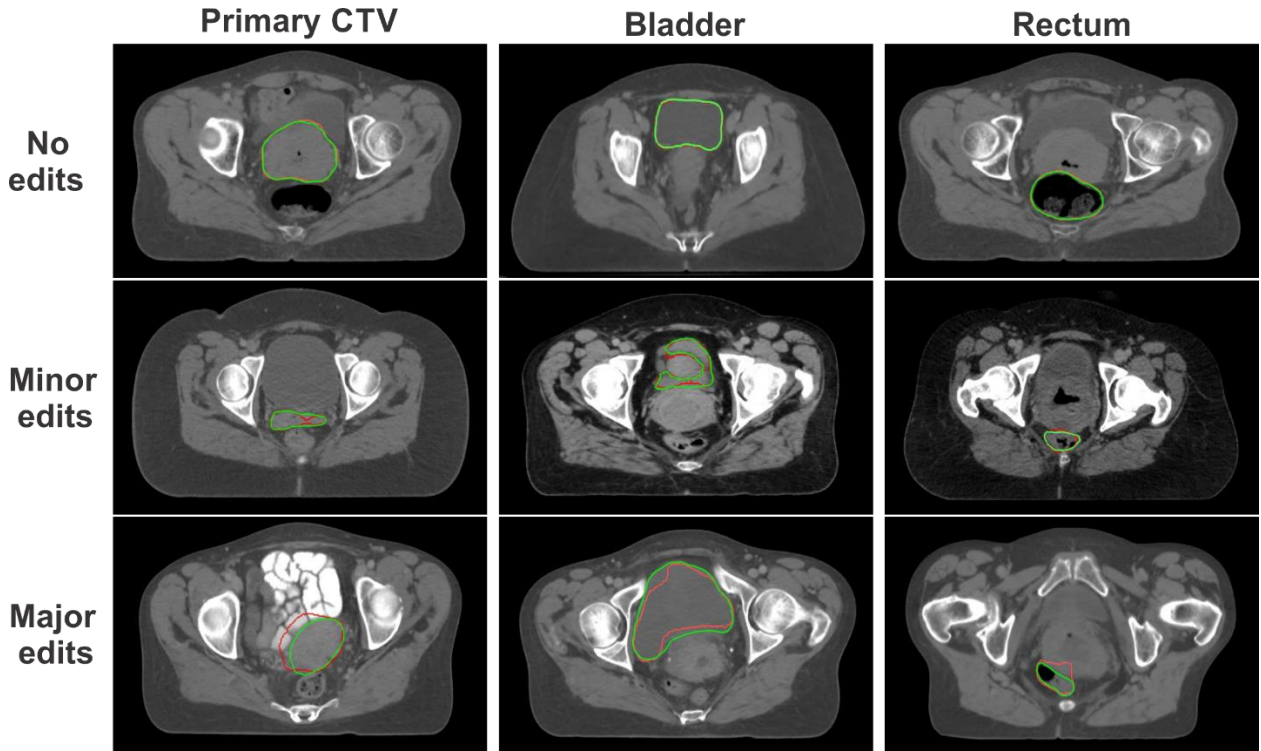 Primary CTV
Bladder
Rectum
No
edits
Minor
edits
Major
edits